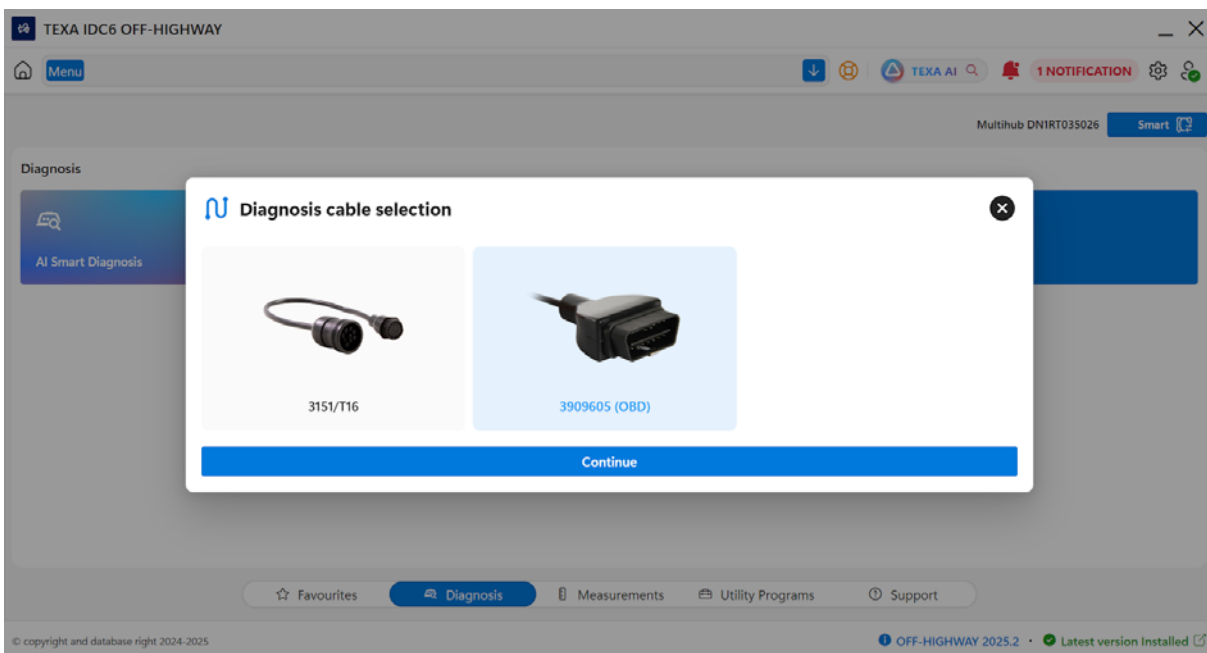 TEXA IDC6 OFF-HIGHWAY
Menu
TEXA AI
1 NOTIFICATION
Multihub DN1RT035026
Smart
Diagnosis
AI Smart Diagnosis
Diagnosis cable selection
3151/T16
3909605 (OBD)
Continue
Favourites
Diagnosis
Measurements
Utility Programs
Support
© copyright and database right 2024-2025
OFF-HIGHWAY 2025.2 • Latest version Installed